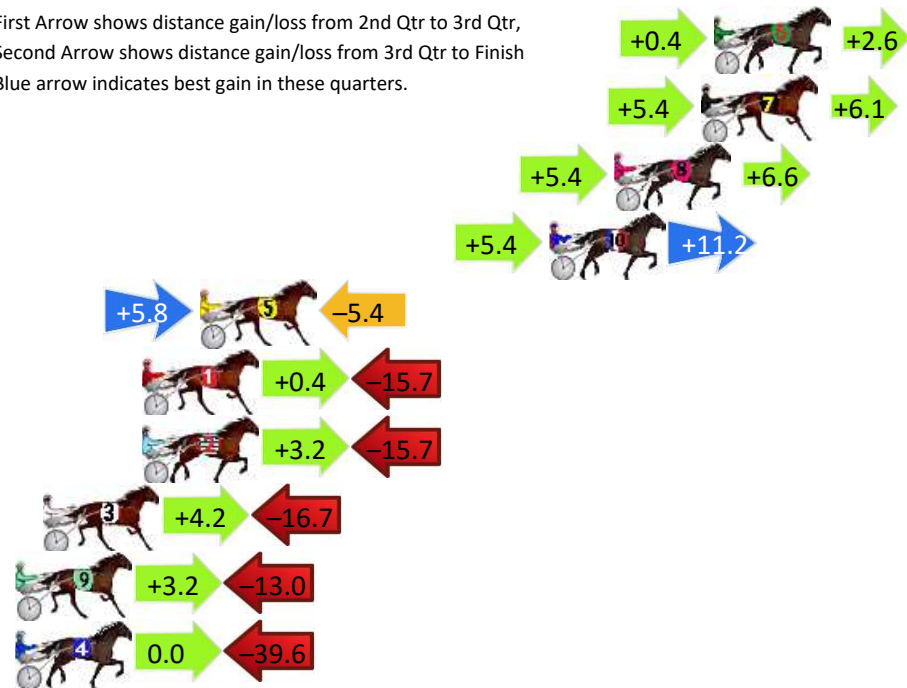 First Arrow shows distance gain/loss from 2nd Qtr to 3rd Qtr,
Second Arrow shows distance gain/loss from 3rd Qtr to Finish
Blue arrow indicates best gain in these quarters.
+0.4 6 +2.6
+5.4 7 +6.1
+5.4 8 +6.6
+5.4 10 +11.2
+5.8 5 –5.4
1 +0.4 –15.7
2 +3.2 –15.7
3 +4.2 –16.7
9 +3.2 –13.0
4 0.0 –39.6